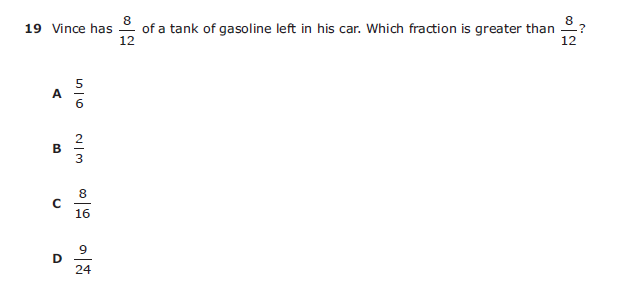 19 Vince has 8/12 of a tank of gasoline left in his car. Which fraction is greater than 8/12?
A 5/6
B 2/3
C 8/16
D 9/24